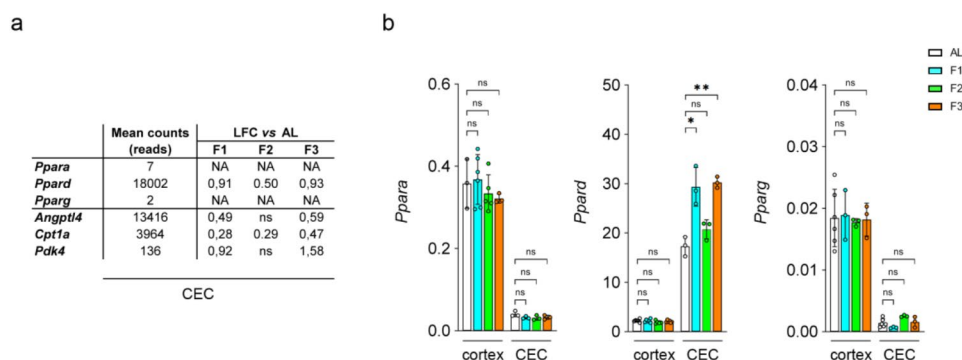 a
Mean counts (reads) LFC vs AL
F1 F2 F3
Ppara 7 NA NA NA
Ppard 18002 0,91 0.50 0,93
Pparg 2 NA NA NA
Angptl4 13416 0,49 ns 0,59
Cpt1a 3964 0,28 0.29 0,47
Pdk4 136 0,92 ns 1,58
CEC
b
AL
F1
F2
F3
Ppara
0.6
0.4
0.2
0.0
ns
ns
ns
ns
ns
ns
cortex CEC
Ppard
50
40
30
20
10
0
ns
ns
ns
**
ns
*
cortex CEC
Pparg
0.04
0.03
0.02
0.01
0.00
ns
ns
ns
ns
ns
ns
cortex CEC